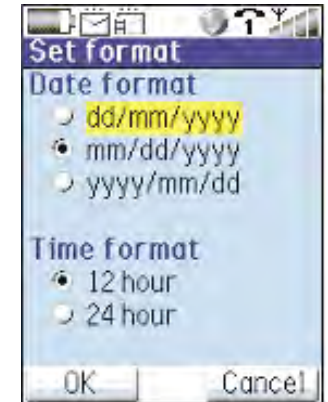 1
Set format
Date format
dd/mm/yyyy
mm/dd/yyyy
yyyy/mm/dd
Time format
12 hour
24 hour
OK Cancel